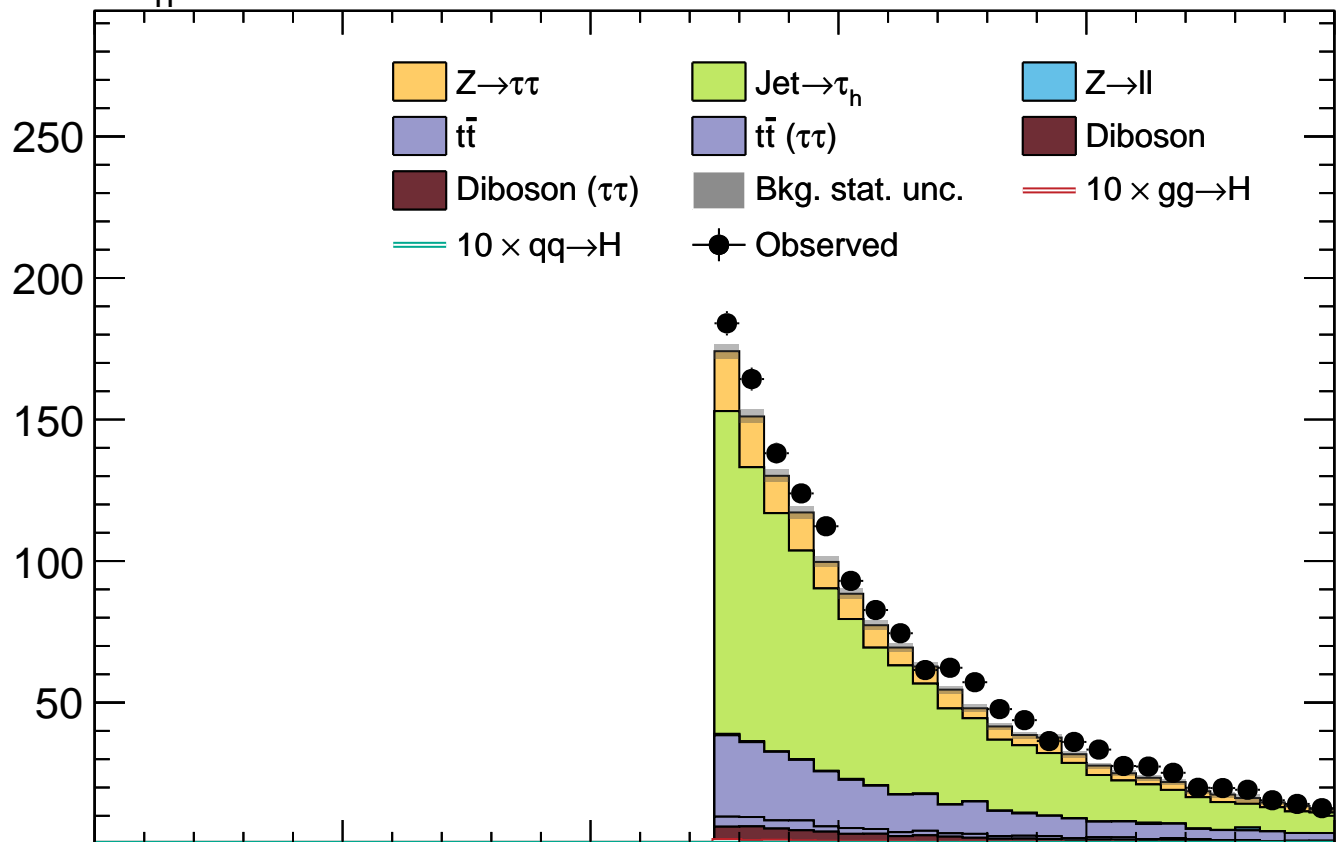 Z→ττ Jet→τh Z→ll
tt̄ tt̄ (ττ) Diboson
Diboson (ττ) Bkg. stat. unc. 10 × gg→H
10 × qq→H Observed
250
200
150
100
50